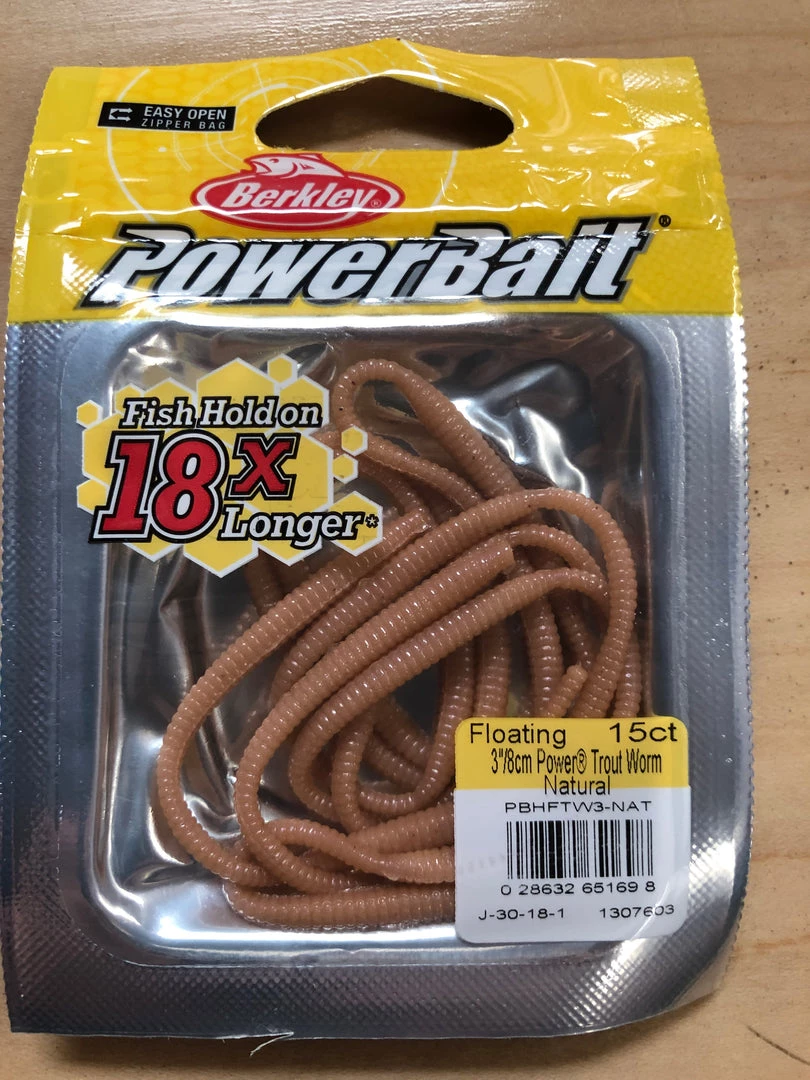 EASY OPEN
ZIPPER BAG
Berkley®
PowerBait®
Fish Hold on
18x
Longer*
Floating 15ct
3"/8cm Power® Trout Worm
Natural
PBHFTW3-NAT
0 28632 65169 8
J-30-18-1 1307603